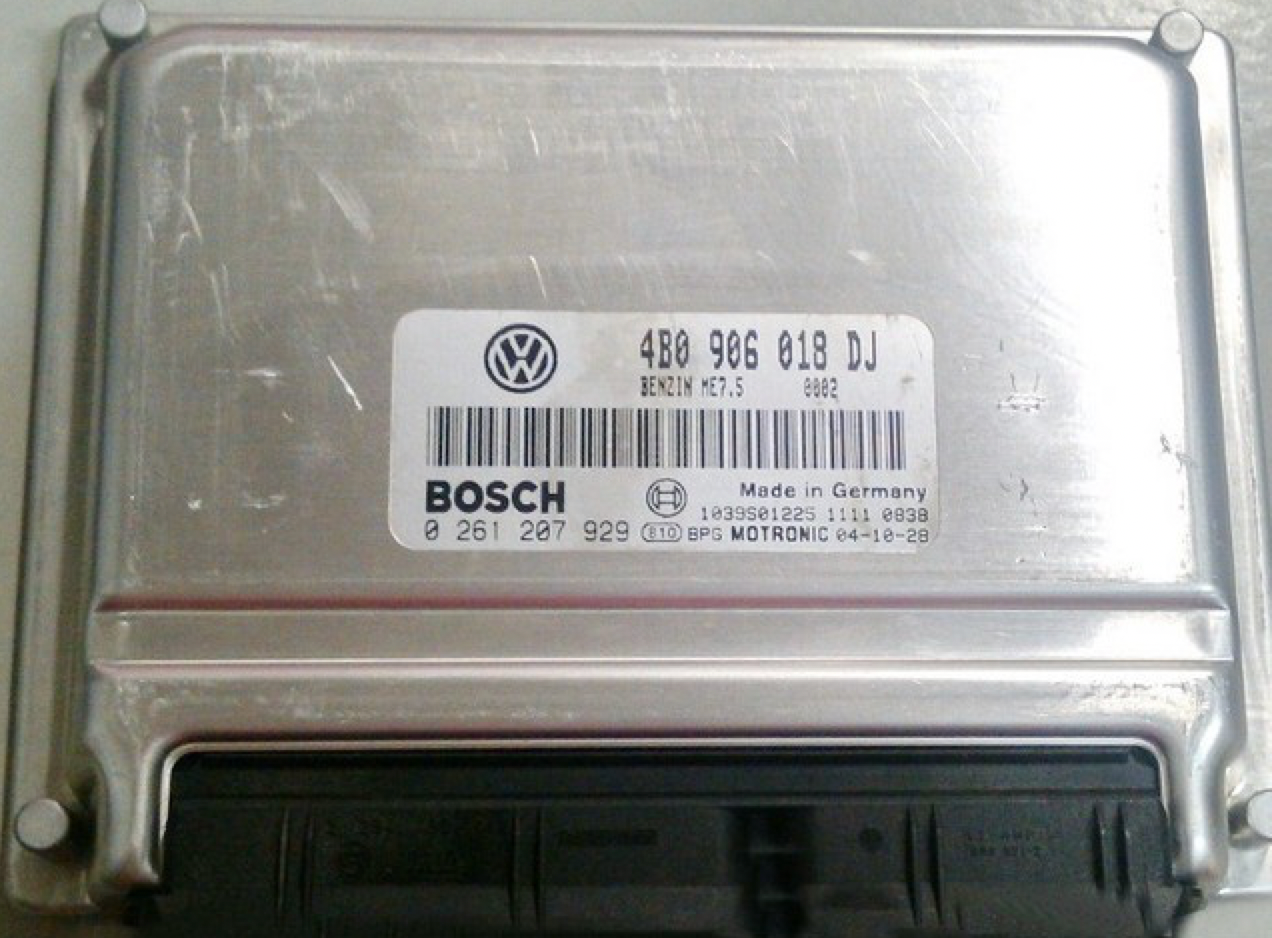 4B0 906 018 DJ
BENZIN ME7.5 0002
BOSCH
Made in Germany
1039S01225 1111 0838
0 261 207 929 810 BPG MOTRONIC 04-10-28